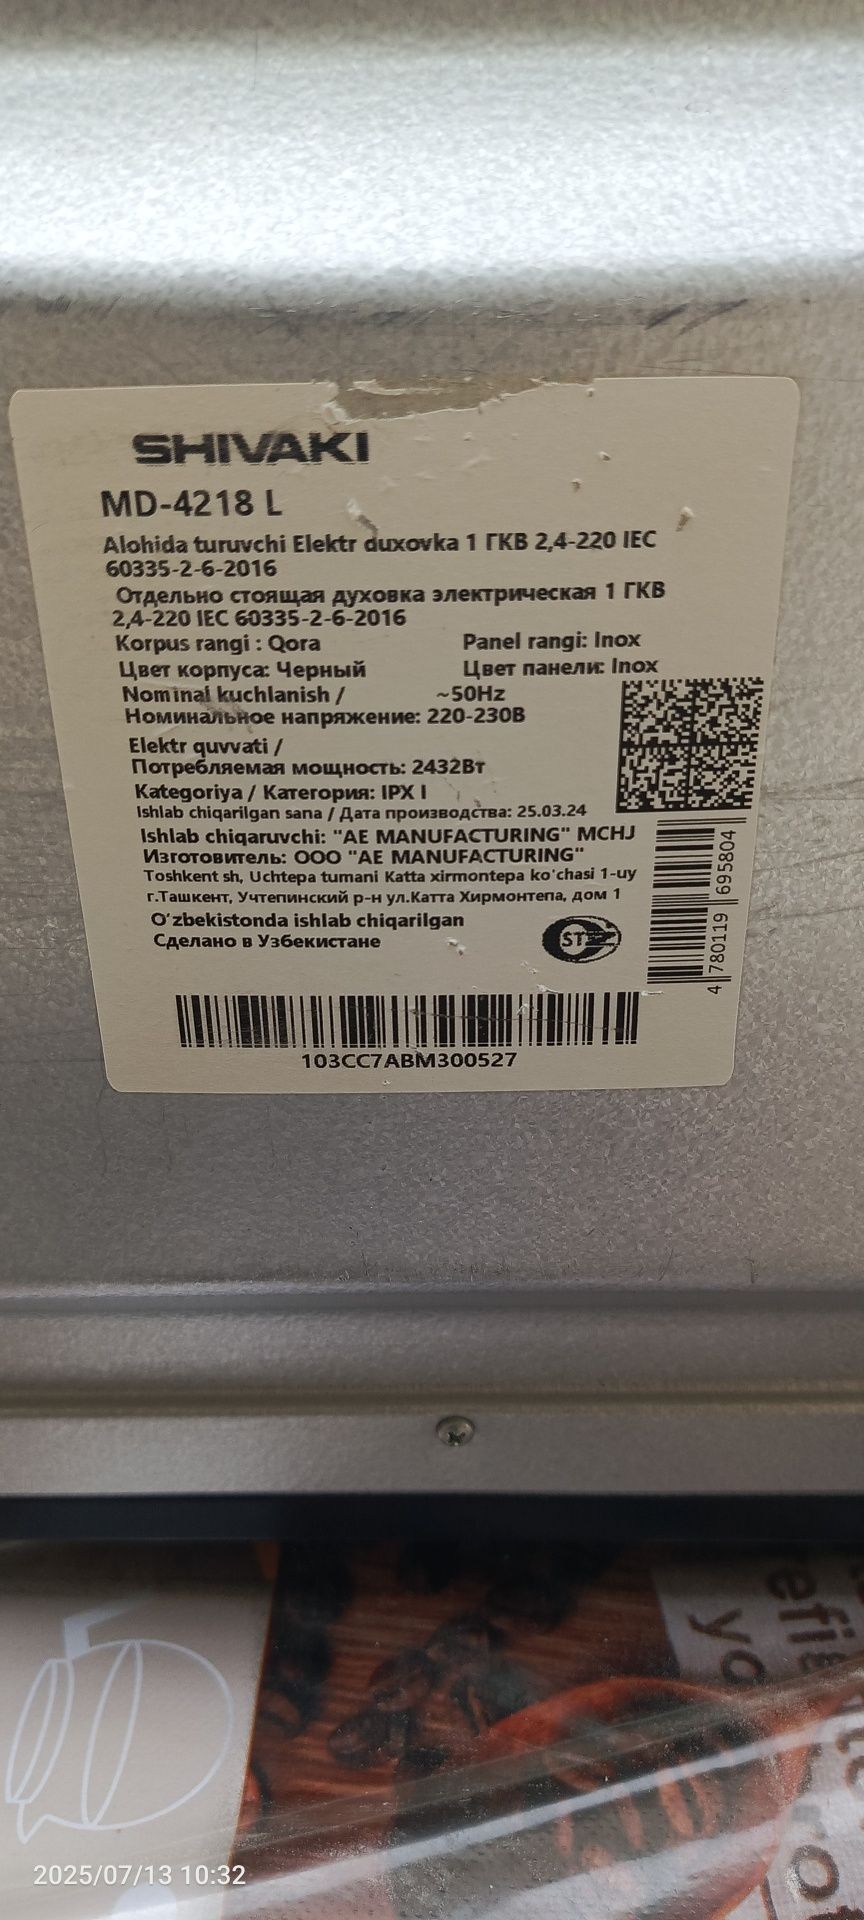 SHIVAKI
MD-4218 L
Alohida turuvchi Elektr duxovka 1 ГКВ 2,4-220 IEC
60335-2-6-2016
Отдельно стоящая духовка электрическая 1 ГКВ
2,4-220 IEC 60335-2-6-2016
Korpus rangi : Qora Panel rangi: Inox
Цвет корпуса: Черный Цвет панели: Inox
Nominal kuchlanish / ~50Hz
Номинальное напряжение: 220-230В
Elektr quvvati /
Потребляемая мощность: 2432Вт
Kategoriya / Категория: IPX I
Ishlab chiqarilgan sana / Дата производства: 25.03.24
Ishlab chiqaruvchi: "AE MANUFACTURING" MCHJ
Изготовитель: ООО "AE MANUFACTURING"
Toshkent sh, Uchtepa tumani Katta xirmontepa ko'chasi 1-uy
г.Ташкент, Учтепинский р-н ул.Катта Хирмонтепа, дом 1
O'zbekistonda ishlab chiqarilgan
Сделано в Узбекистане
4 780119 695804
103CC7ABM300527
yo
2025/07/13 10:32